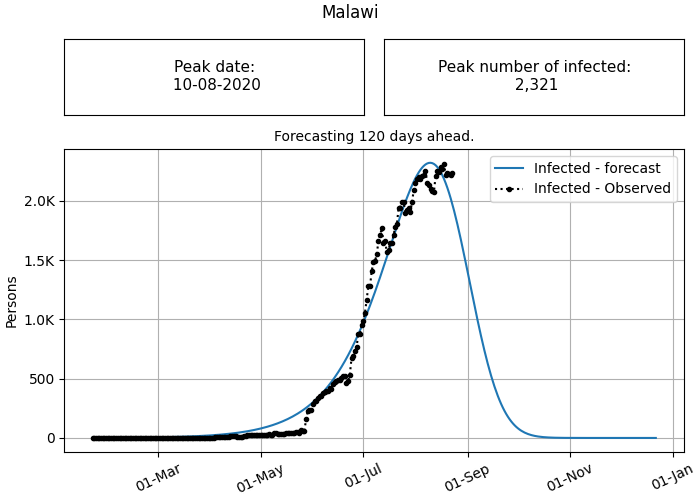 Malawi
Peak date:
10-08-2020
Peak number of infected:
2,321
Forecasting 120 days ahead.
Infected - forecast
Infected - Observed
2.0K
1.5K
1.0K
500
0
Persons
01-Mar
01-May
01-Jul
01-Sep
01-Nov
01-Jan